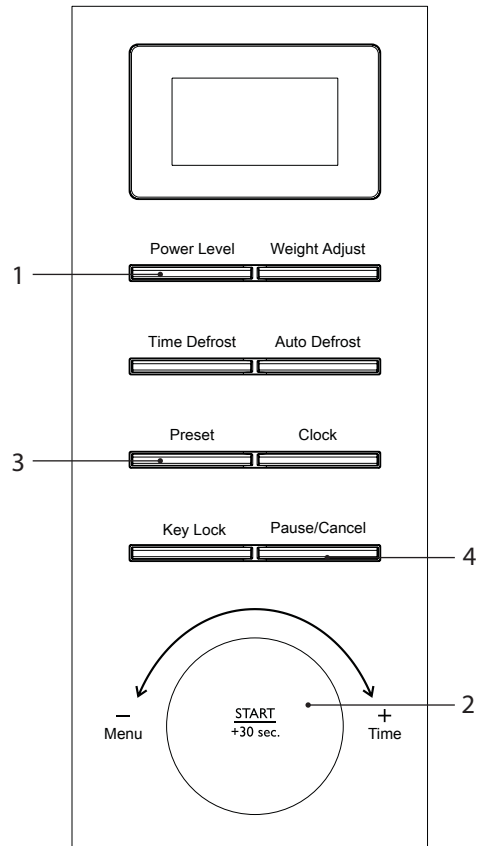 Power Level Weight Adjust
1
Time Defrost Auto Defrost
Preset Clock
3
Key Lock Pause/Cancel
4
2
START
+30 sec.
– +
Menu Time